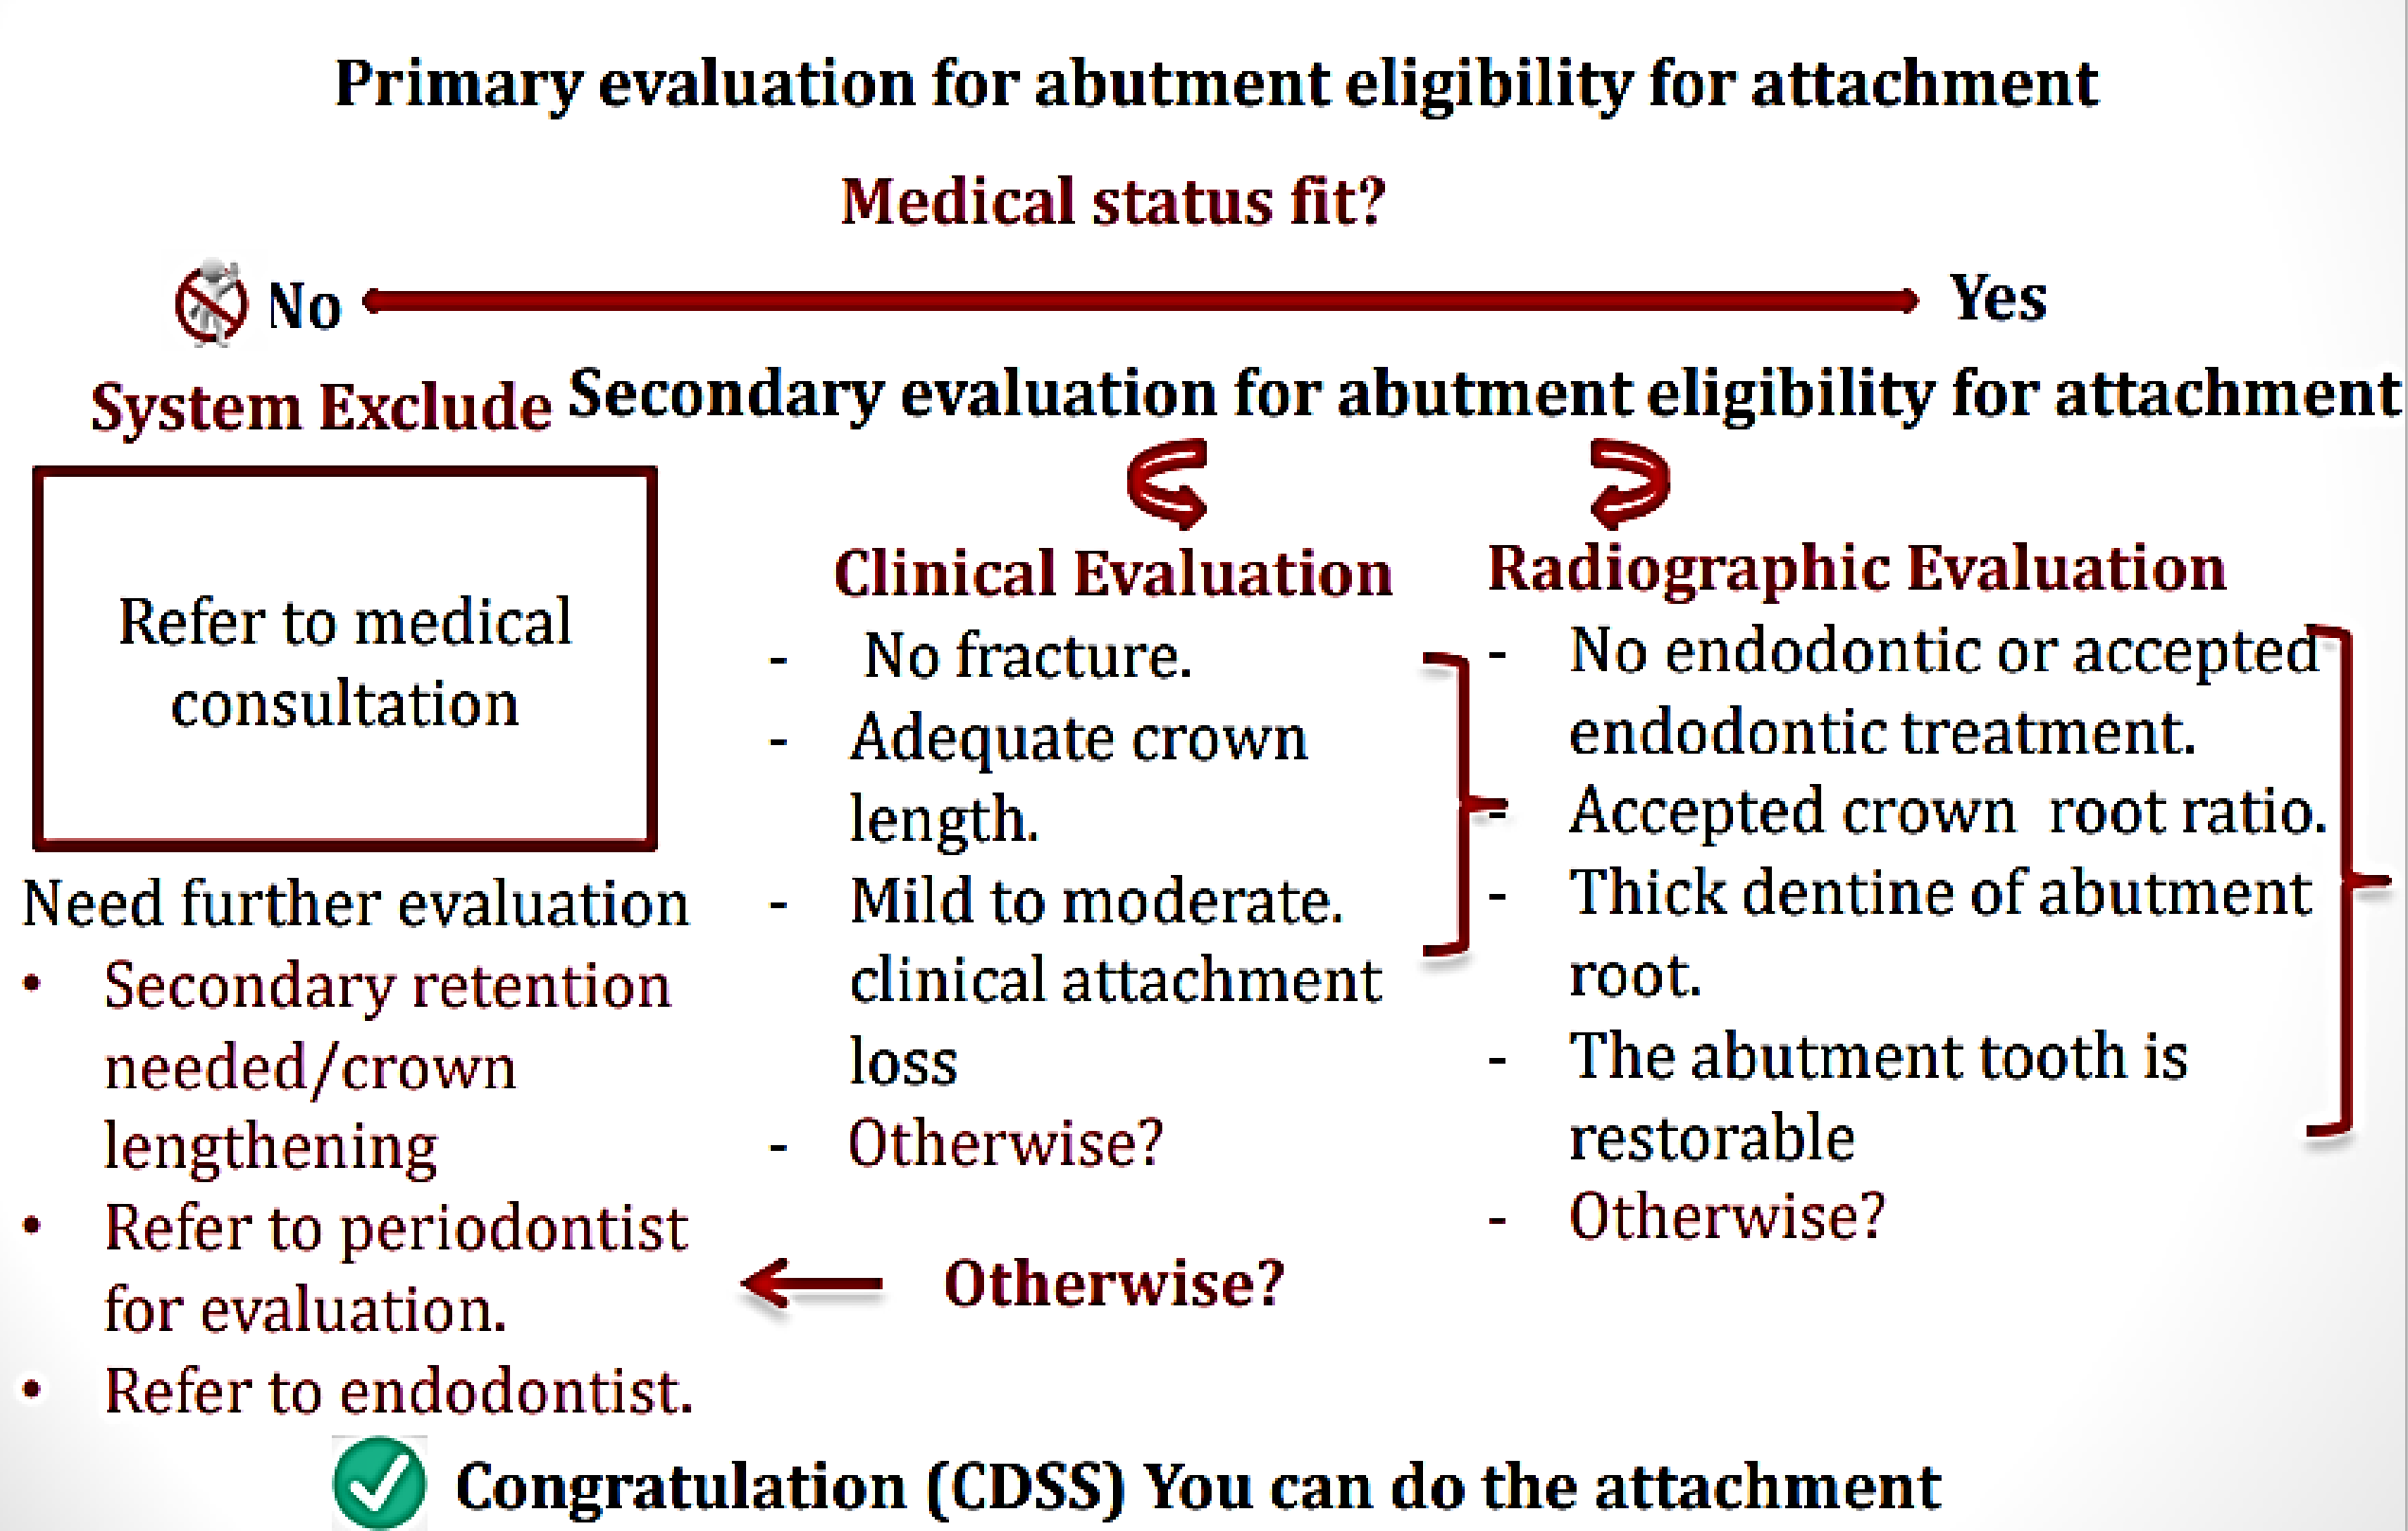 Primary evaluation for abutment eligibility for attachment
Medical status fit?
No
Yes
System Exclude
Secondary evaluation for abutment eligibility for attachment
Refer to medical
consultation
Need further evaluation
• Secondary retention
needed/crown
lengthening
• Refer to periodontist
for evaluation.
• Refer to endodontist.
Clinical Evaluation
- No fracture.
- Adequate crown
length.
- Mild to moderate.
clinical attachment
loss
- Otherwise?
Otherwise?
Radiographic Evaluation
- No endodontic or accepted
endodontic treatment.
- Accepted crown root ratio.
- Thick dentine of abutment
root.
- The abutment tooth is
restorable
- Otherwise?
Congratulation (CDSS) You can do the attachment